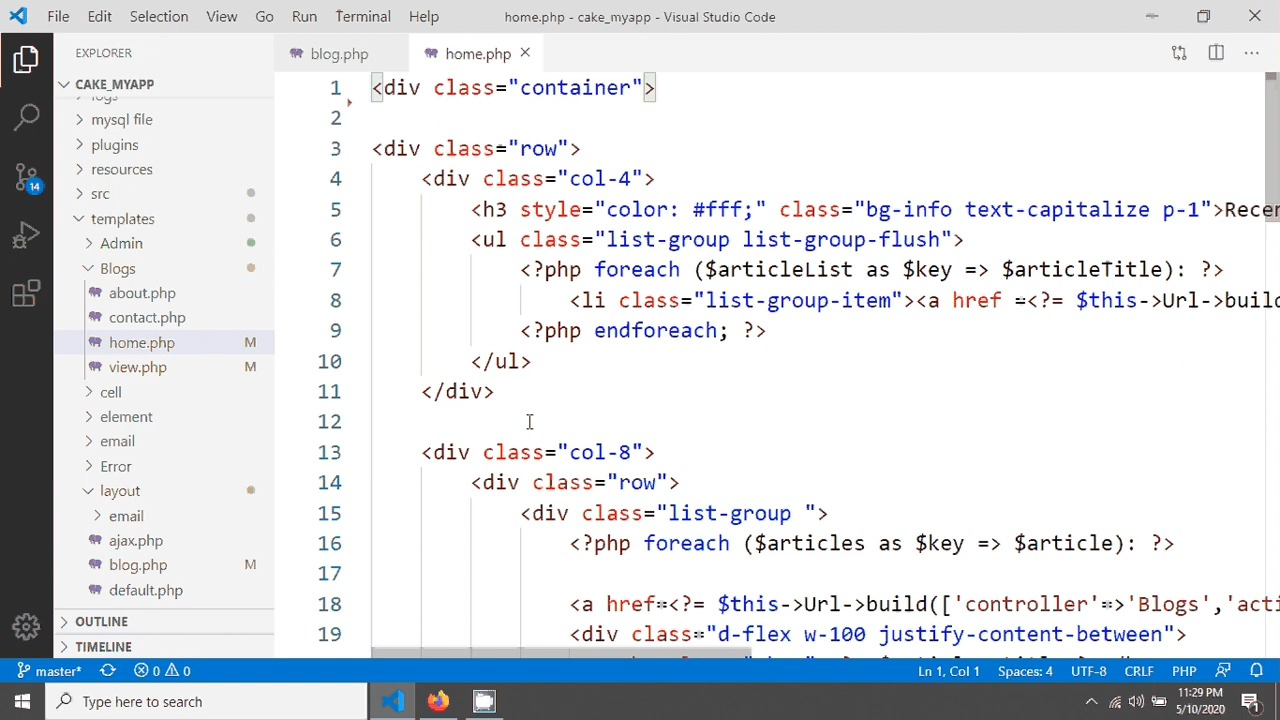 File Edit Selection View Go Run Terminal Help home.php - cake_myapp - Visual Studio Code
EXPLORER
CAKE_MYAPP
logs
mysql file
plugins
resources
src
templates
Admin
Blogs
about.php
contact.php
home.php M
view.php M
cell
element
email
Error
layout
email
ajax.php
blog.php M
default.php
OUTLINE
TIMELINE
14
blog.php home.php
1 <div class="container">
2
3 <div class="row">
4 <div class="col-4">
5 <h3 style="color: #fff;" class="bg-info text-capitalize p-1">Recen
6 <ul class="list-group list-group-flush">
7 <?php foreach ($articleList as $key => $articleTitle): ?>
8 <li class="list-group-item"><a href =<?= $this->Url->build
9 <?php endforeach; ?>
10 </ul>
11 </div>
12
13 <div class="col-8">
14 <div class="row">
15 <div class="list-group ">
16 <?php foreach ($articles as $key => $article): ?>
17
18 <a href=<?= $this->Url->build(['controller'=>'Blogs','acti
19 <div class="d-flex w-100 justify-content-between">
master* 0 0 Ln 1, Col 1 Spaces: 4 UTF-8 CRLF PHP
Type here to search
11:29 PM
5/10/2020
1